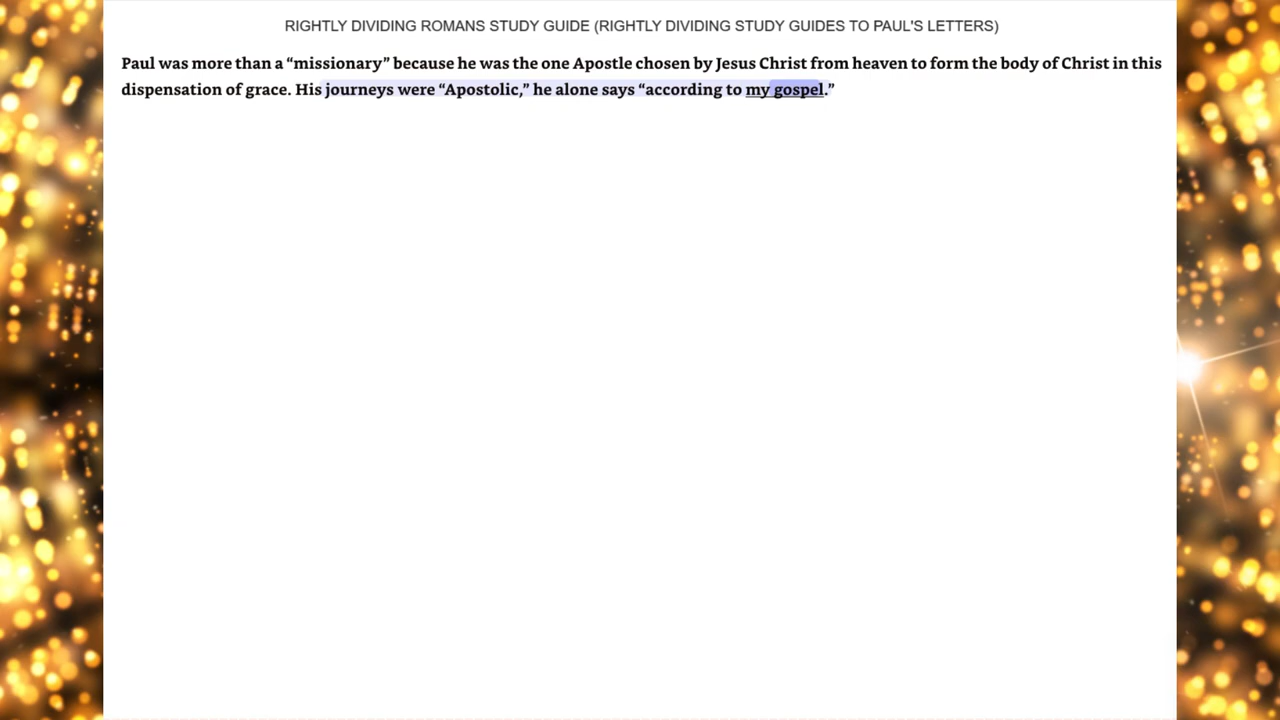 RIGHTLY DIVIDING ROMANS STUDY GUIDE (RIGHTLY DIVIDING STUDY GUIDES TO PAUL'S LETTERS)
Paul was more than a “missionary” because he was the one Apostle chosen by Jesus Christ from heaven to form the body of Christ in this
dispensation of grace. His journeys were “Apostolic,” he alone says “according to my gospel.”